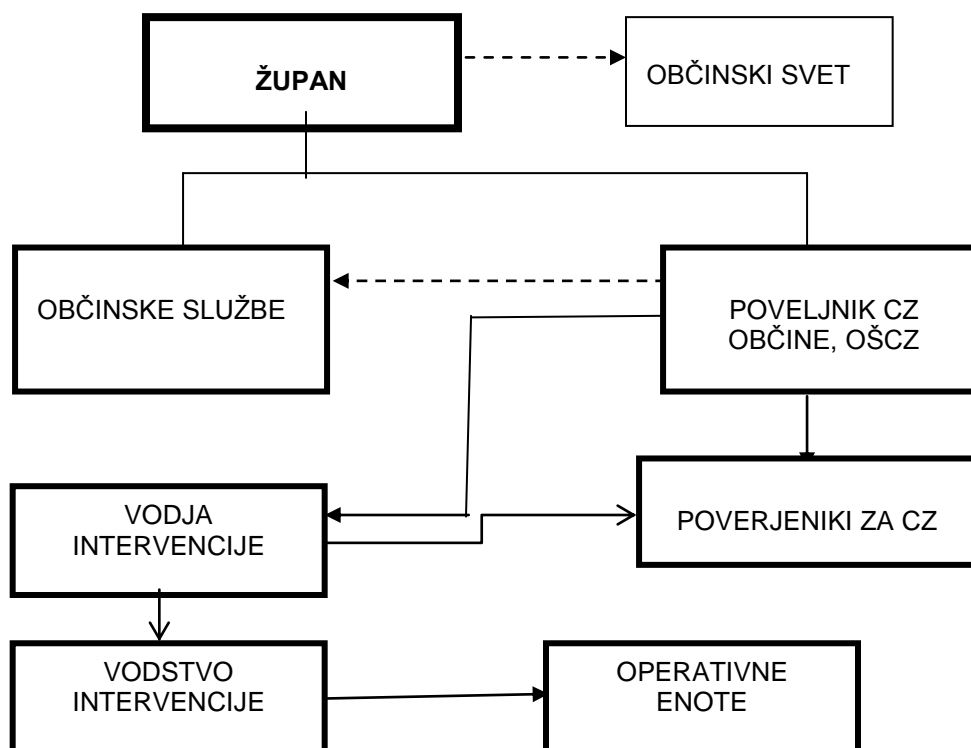 ŽUPAN
OBČINSKI SVET
OBČINSKE SLUŽBE
POVELJNIK CZ
OBČINE, OŠCZ
VODJA
INTERVENCIJE
POVERJENIKI ZA CZ
VODSTVO
INTERVENCIJE
OPERATIVNE
ENOTE